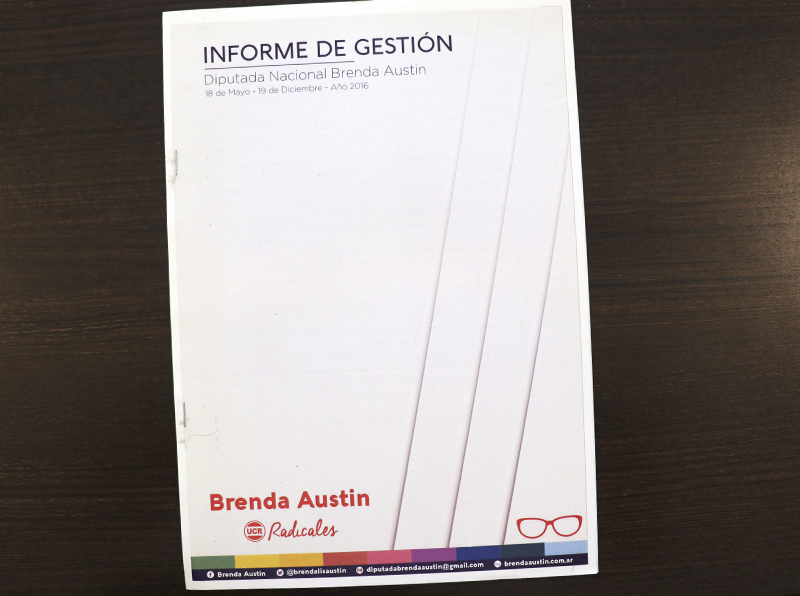 INFORME DE GESTIÓN
Diputada Nacional Brenda Austin
18 de Mayo - 19 de Diciembre - Año 2016
Brenda Austin
UCR Radicales
Brenda Austin @brendalisaustin diputadabrendaaustin@gmail.com brendaaustin.com.ar